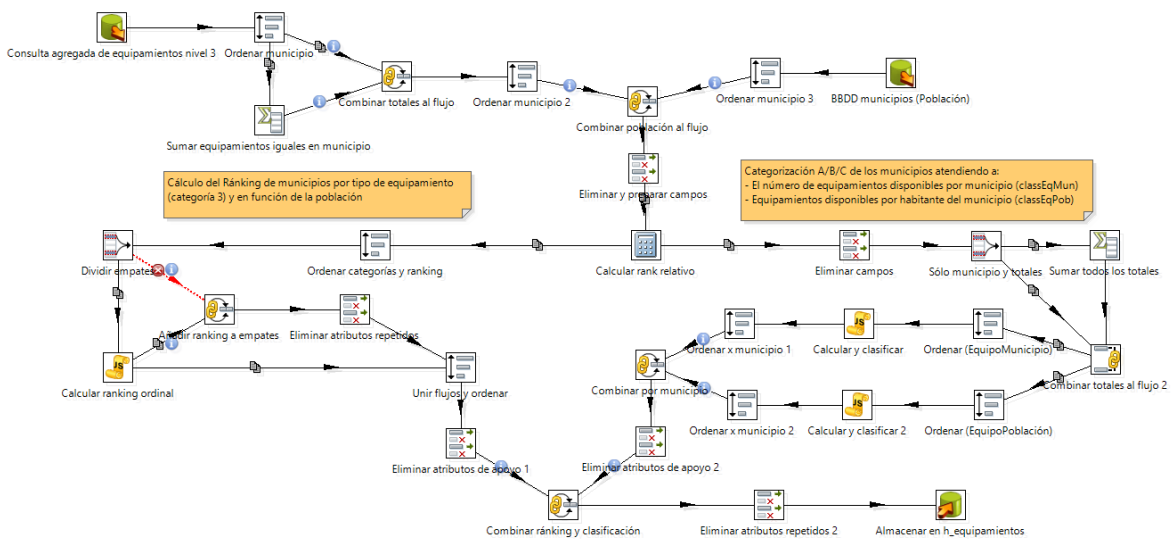 Consulta agregada de equipamientos nivel 3
Ordenar municipio
Combinar totales al flujo
Ordenar municipio 2
Ordenar municipio 3
BBDD municipios (Población)
Combinar población al flujo
Sumar equipamientos iguales en municipio
Cálculo del Ránking de municipios por tipo de equipamiento
(categoría 3) y en función de la población
Eliminar y preparar campos
Categorización A/B/C de los municipios atendiendo a:
- El número de equipamientos disponibles por municipio (classEqMun)
- Equipamientos disponibles por habitante del municipio (classEqPob)
Dividir empates
Ordenar categorías y ranking
Calcular rank relativo
Eliminar campos
Sólo municipio y totales
Sumar todos los totales
Añadir ranking a empates
Eliminar atributos repetidos
Ordenar x municipio 1
Calcular y clasificar
Ordenar (EquipoMunicipio)
JS
Calcular ranking ordinal
Unir flujos y ordenar
Combinar por municipio
Combinar totales al flujo 2
JS
Ordenar x municipio 2
Calcular y clasificar 2
Ordenar (EquipoPoblación)
JS
Eliminar atributos de apoyo 1
Eliminar atributos de apoyo 2
Combinar ránking y clasificación
Eliminar atributos repetidos 2
Almacenar en h_equipamientos